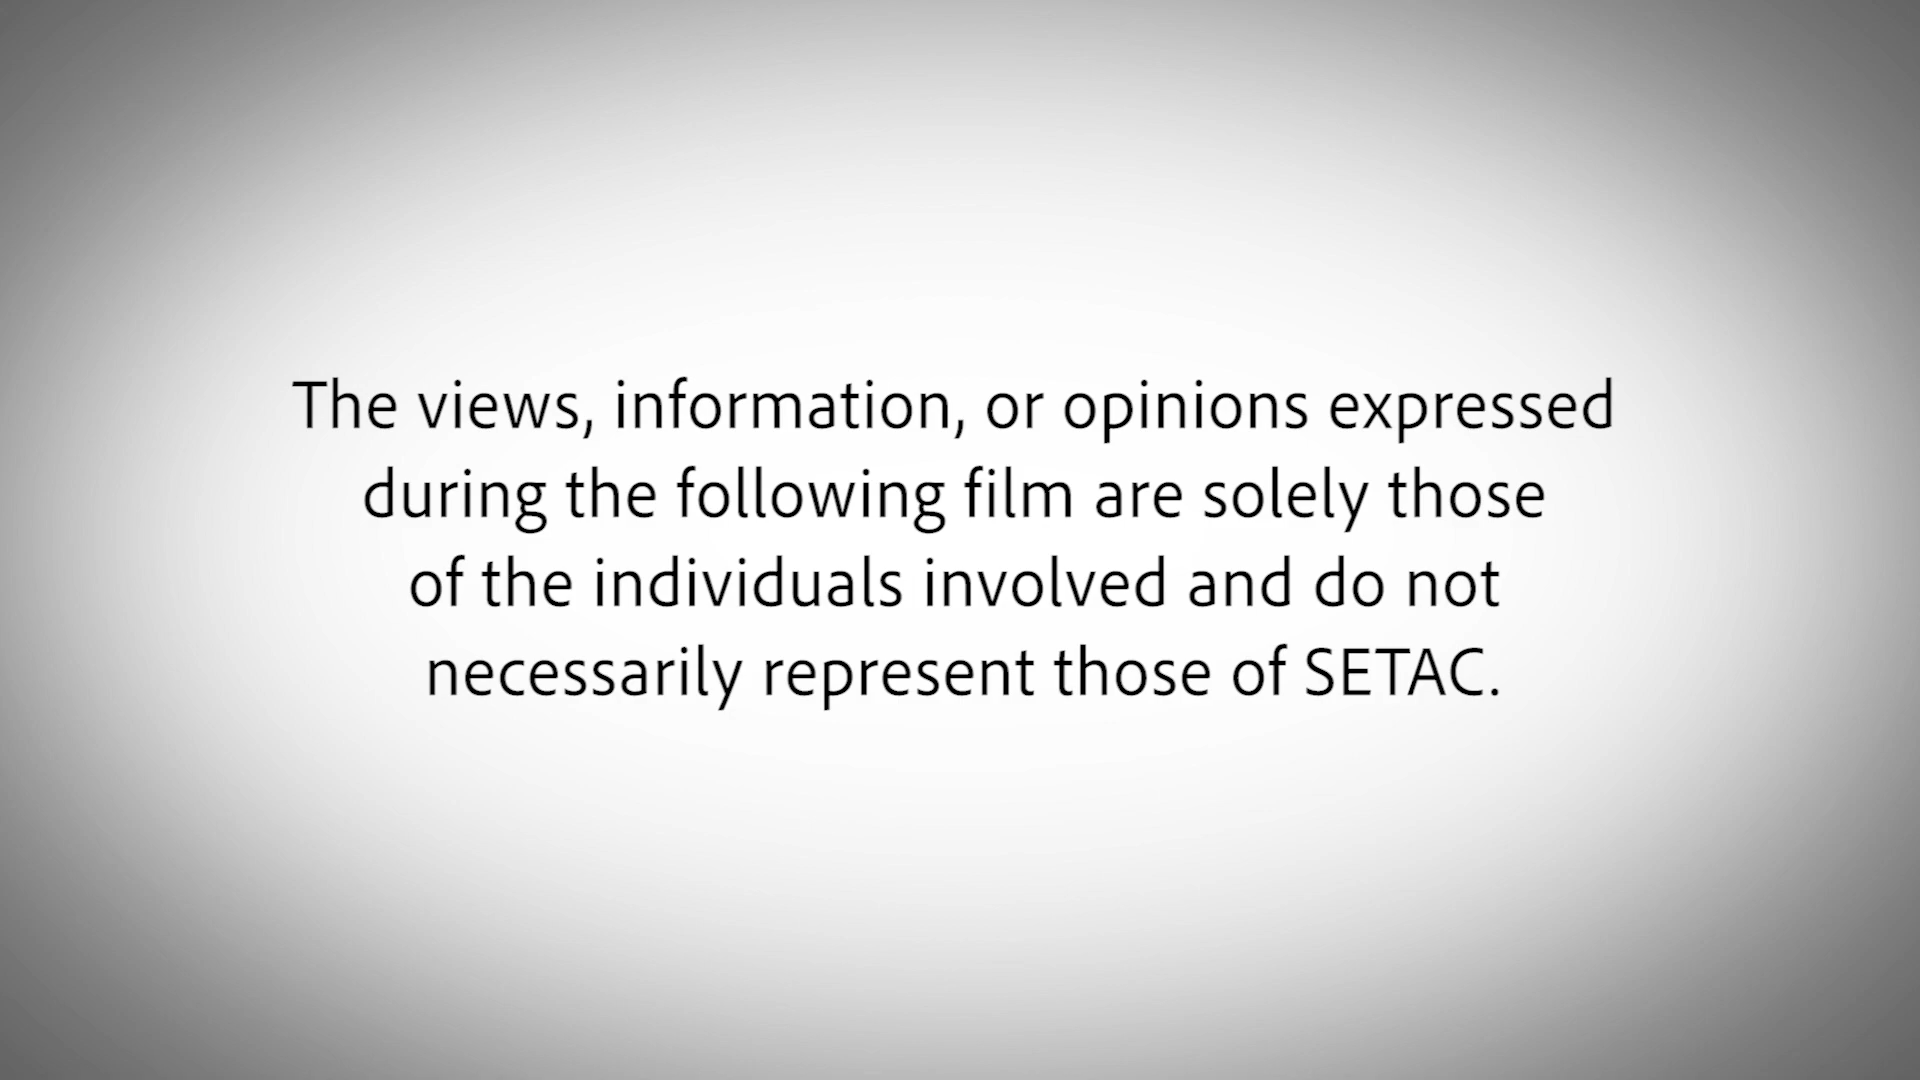 The views, information, or opinions expressed
during the following film are solely those
of the individuals involved and do not
necessarily represent those of SETAC.